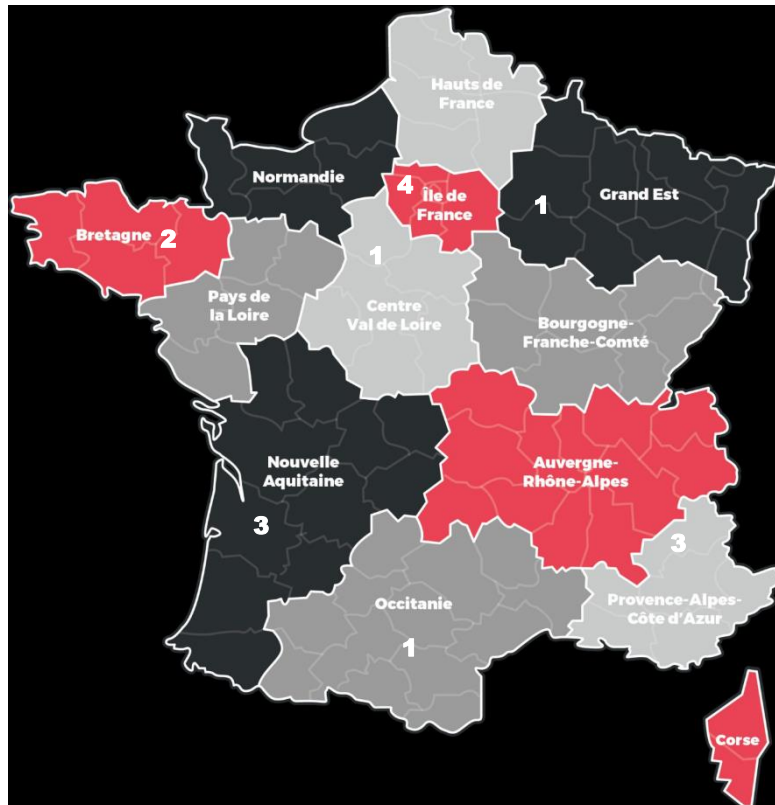 Hauts de
France
Normandie
4
Île de
France
1
Grand Est
Bretagne
2
1
Pays de
la Loire
Centre
Val de Loire
Bourgogne-
Franche-Comté
Nouvelle
Aquitaine
Auvergne-
Rhône-Alpes
3
3
Occitanie
Provence-Alpes-
Côte d'Azur
1
Corse